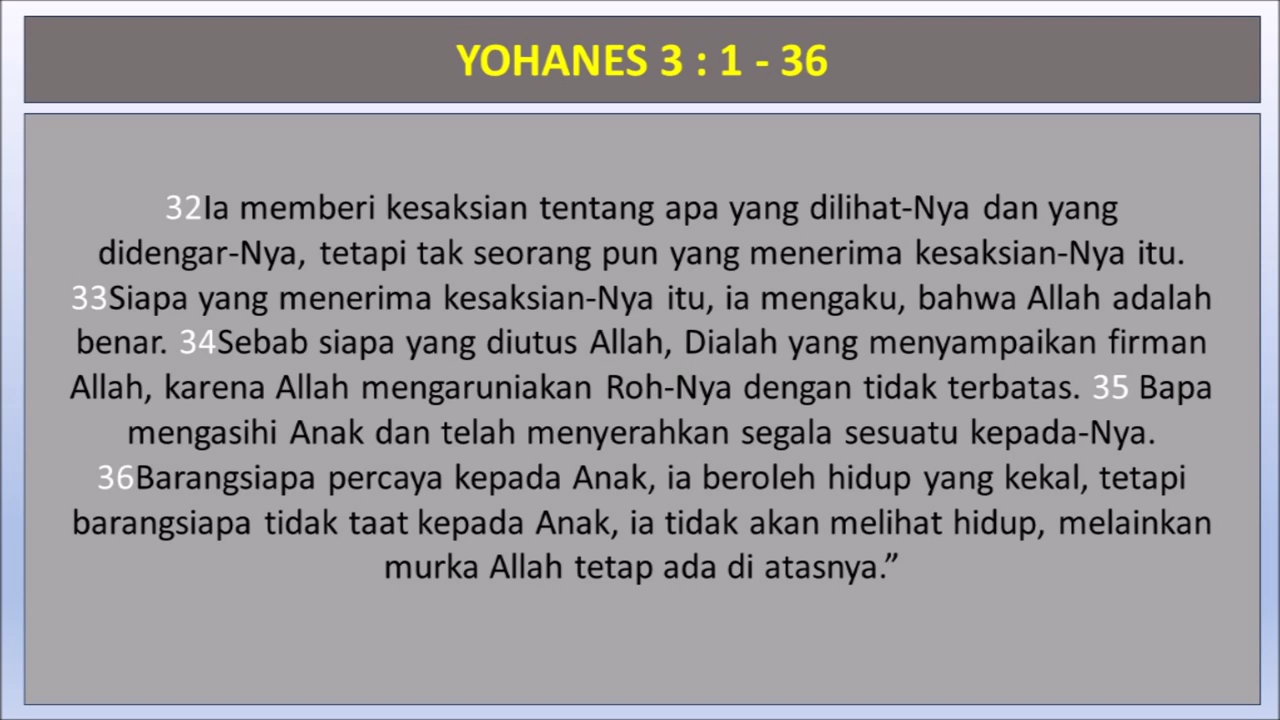 YOHANES 3 : 1 - 36
32Ia memberi kesaksian tentang apa yang dilihat-Nya dan yang
didengar-Nya, tetapi tak seorang pun yang menerima kesaksian-Nya itu.
33Siapa yang menerima kesaksian-Nya itu, ia mengaku, bahwa Allah adalah
benar. 34Sebab siapa yang diutus Allah, Dialah yang menyampaikan firman
Allah, karena Allah mengaruniakan Roh-Nya dengan tidak terbatas. 35 Bapa
mengasihi Anak dan telah menyerahkan segala sesuatu kepada-Nya.
36Barangsiapa percaya kepada Anak, ia beroleh hidup yang kekal, tetapi
barangsiapa tidak taat kepada Anak, ia tidak akan melihat hidup, melainkan
murka Allah tetap ada di atasnya.”